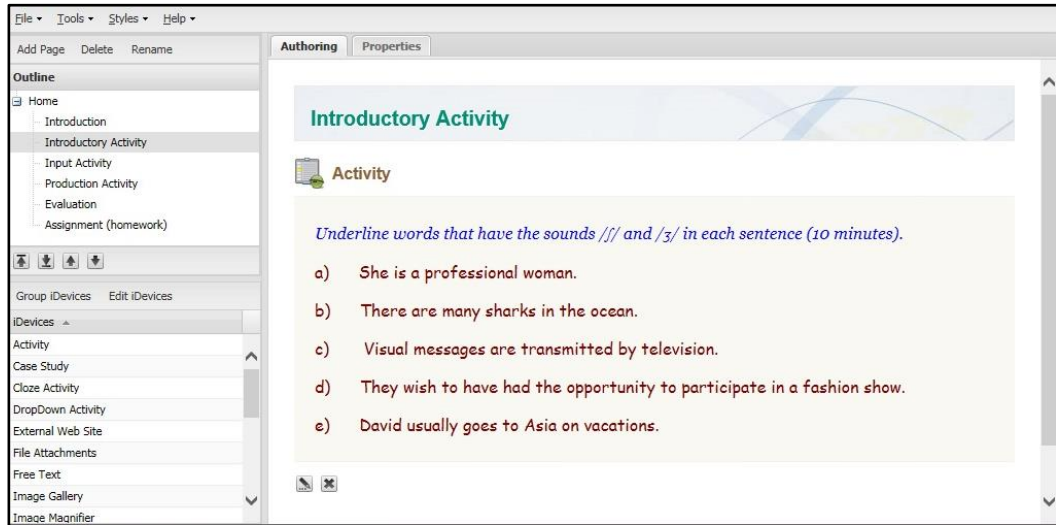 File Tools Styles Help
Add Page Delete Rename
Outline
Home
Introduction
Introductory Activity
Input Activity
Production Activity
Evaluation
Assignment (homework)
Group iDevices Edit iDevices
iDevices
Activity
Case Study
Cloze Activity
DropDown Activity
External Web Site
File Attachments
Free Text
Image Gallery
Image Magnifier
Authoring Properties
Introductory Activity
Activity
Underline words that have the sounds /ʃ/ and /ʒ/ in each sentence (10 minutes).
a) She is a professional woman.
b) There are many sharks in the ocean.
c) Visual messages are transmitted by television.
d) They wish to have had the opportunity to participate in a fashion show.
e) David usually goes to Asia on vacations.